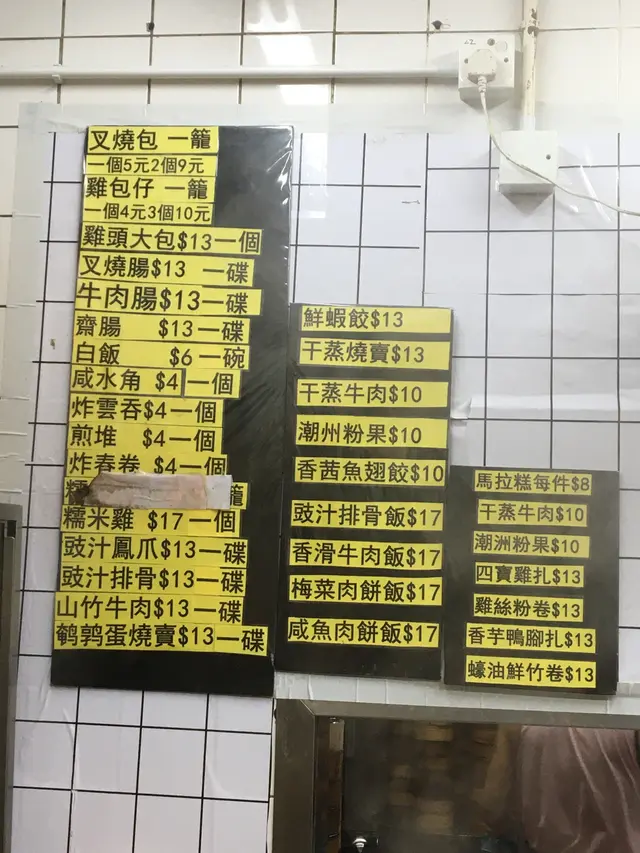 叉燒包 一籠
一個5元2個9元
雞包仔 一籠
一個4元3個10元
雞頭大包$13一個
叉燒腸$13 一碟
牛肉腸$13一碟
齋腸 $13一碟
白飯 $6一碗
咸水角 $4一個
炸雲吞$4一個
煎堆 $4一個
炸春卷 $4一個
糯 籠
糯米雞 $17一個
豉汁鳳爪$13一碟
豉汁排骨$13一碟
山竹牛肉$13一碟
鹌鹑蛋燒賣$13一碟
鮮蝦餃$13
干蒸燒賣$13
干蒸牛肉$10
潮州粉果$10
香茜魚翅餃$10
豉汁排骨飯$17
香滑牛肉飯$17
梅菜肉餅飯$17
咸魚肉餅飯$17
馬拉糕每件$8
干蒸牛肉$10
潮洲粉果$10
四寶雞扎$13
雞絲粉卷$13
香芋鴨腳扎$13
蠔油鮮竹卷$13